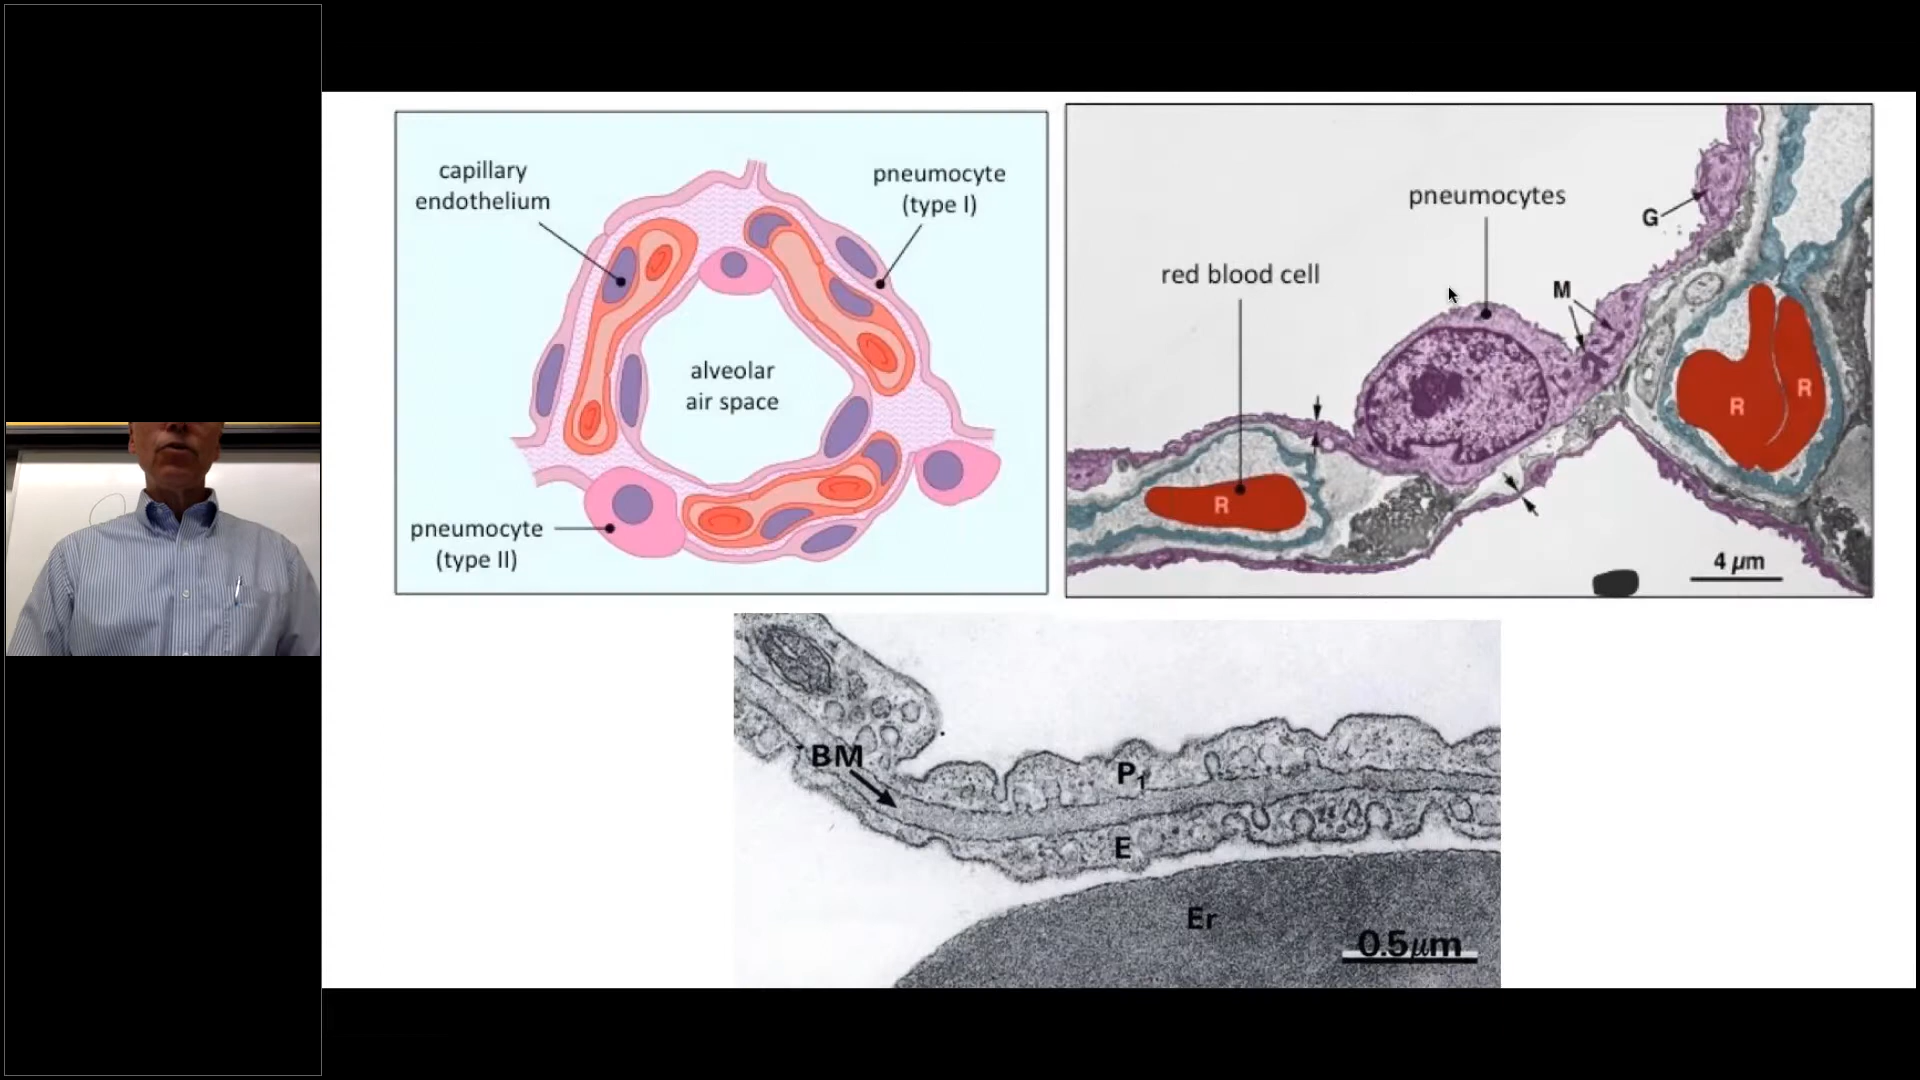 capillary
endothelium
pneumocyte
(type I)
alveolar
air space
pneumocyte
(type II)
pneumocytes
red blood cell
G
M
R
R
R
4 µm
BM
P1
E
Er
0.5µm